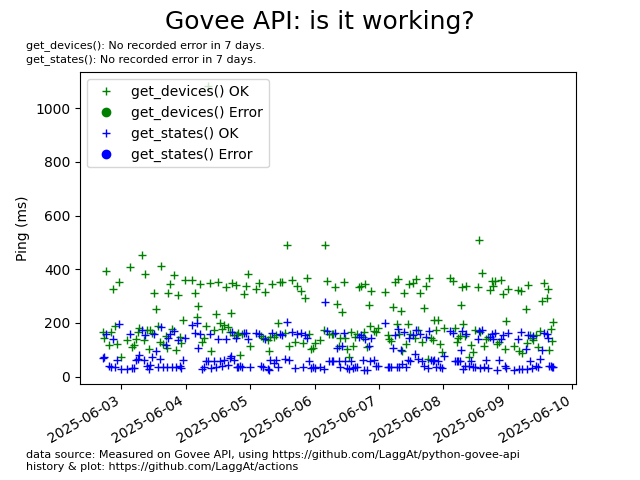 Govee API: is it working?
get_devices(): No recorded error in 7 days.
get_states(): No recorded error in 7 days.
get_devices() OK
get_devices() Error
get_states() OK
get_states() Error
Ping (ms)
1000
800
600
400
200
0
2025-06-03
2025-06-04
2025-06-05
2025-06-06
2025-06-07
2025-06-08
2025-06-09
2025-06-10
data source: Measured on Govee API, using https://github.com/LaggAt/python-govee-api
history & plot: https://github.com/LaggAt/actions